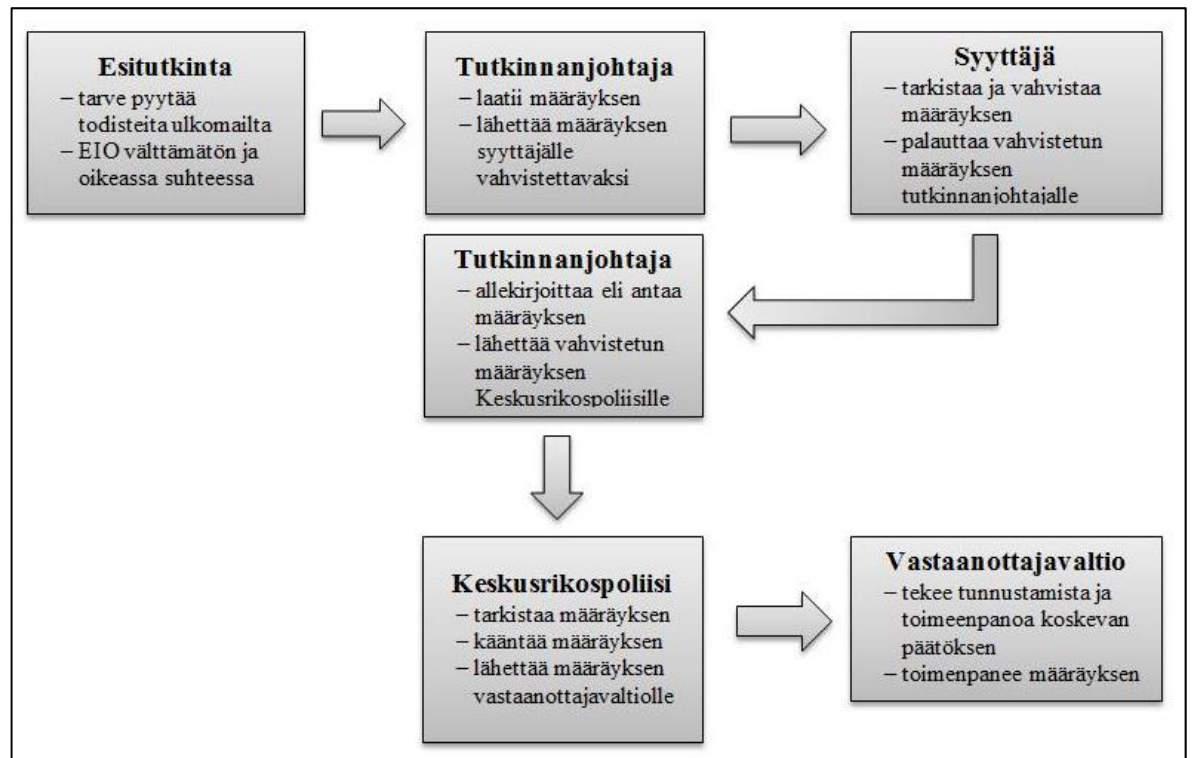 Esitutkinta
– tarve pyytää
todisteita ulkomailta
– EIO välttämätön ja
oikeassa suhteessa
Tutkinnanjohtaja
– laatii määräyksen
– lähettää määräyksen
syyttäjälle
vahvistettavaksi
Syyttäjä
– tarkistaa ja vahvistaa
määräyksen
– palauttaa vahvistetun
määräyksen
tutkinnanjohtajalle
Tutkinnanjohtaja
– allekirjoittaa eli antaa
määräyksen
– lähettää vahvistetun
määräyksen
Keskusrikospoliisille
Keskusrikospoliisi
– tarkistaa määräyksen
– kääntää määräyksen
– lähettää määräyksen
vastaanottajavaltiolle
Vastaanottajavaltio
– tekee tunnustamista ja
toimeenpanoa koskevan
päätöksen
– toimenpanee määräyksen